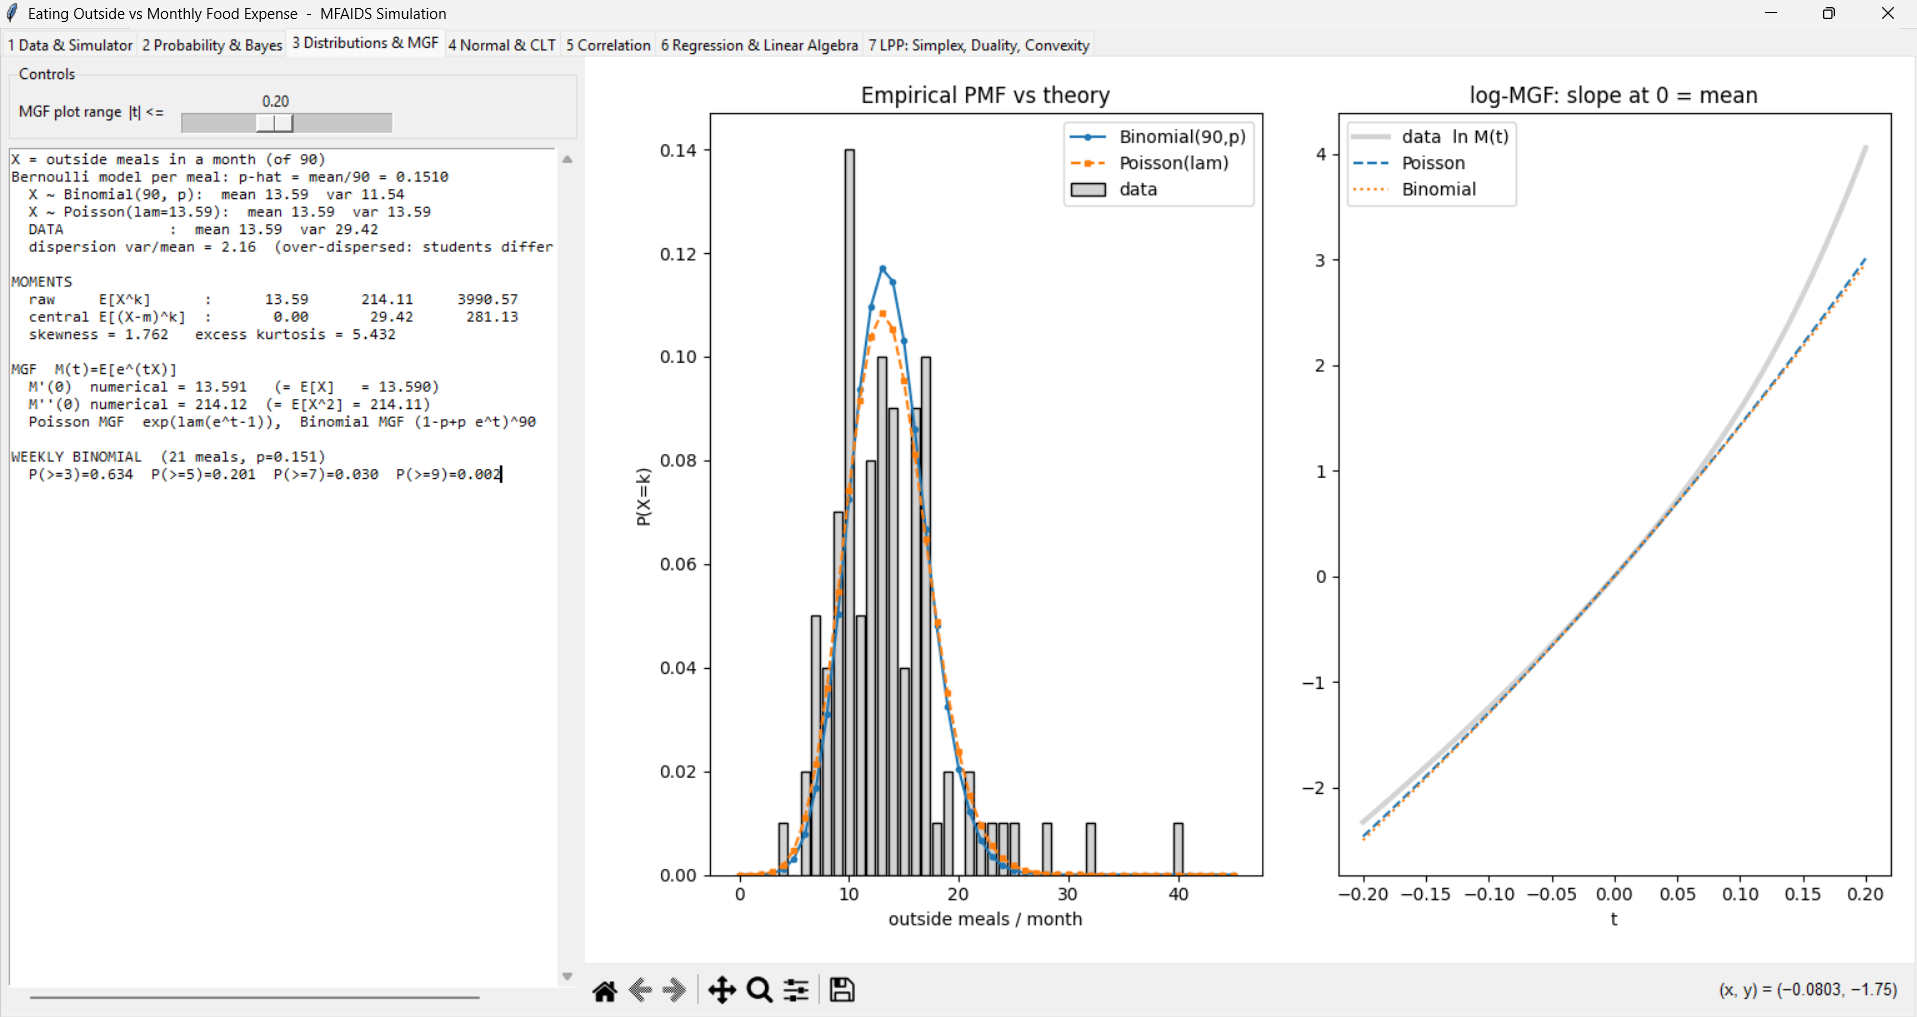 Eating Outside vs Monthly Food Expense - MFAIDS Simulation
1 Data & Simulator 2 Probability & Bayes 3 Distributions & MGF 4 Normal & CLT 5 Correlation 6 Regression & Linear Algebra 7 LPP: Simplex, Duality, Convexity
Controls
0.20
MGF plot range |t| <=
X = outside meals in a month (of 90)
Bernoulli model per meal: p-hat = mean/90 = 0.1510
X ~ Binomial(90, p): mean 13.59 var 11.54
X ~ Poisson(lam=13.59): mean 13.59 var 13.59
DATA : mean 13.59 var 29.42
dispersion var/mean = 2.16 (over-dispersed: students differ
MOMENTS
raw E[X^k] : 13.59 214.11 3990.57
central E[(X-m)^k] : 0.00 29.42 281.13
skewness = 1.762 excess kurtosis = 5.432
MGF M(t)=E[e^(tX)]
M'(0) numerical = 13.591 (= E[X] = 13.590)
M''(0) numerical = 214.12 (= E[X^2] = 214.11)
Poisson MGF exp(lam(e^t-1)), Binomial MGF (1-p+p e^t)^90
WEEKLY BINOMIAL (21 meals, p=0.151)
P(>=3)=0.634 P(>=5)=0.201 P(>=7)=0.030 P(>=9)=0.002
Empirical PMF vs theory
Binomial(90,p)
Poisson(lam)
data
0.14
0.12
0.10
0.08
0.06
0.04
0.02
0.00
P(X=k)
0 10 20 30 40
outside meals / month
log-MGF: slope at 0 = mean
data ln M(t)
Poisson
Binomial
4
3
2
1
0
−1
−2
−0.20 −0.15 −0.10 −0.05 0.00 0.05 0.10 0.15 0.20
t
(x, y) = (−0.0803, −1.75)